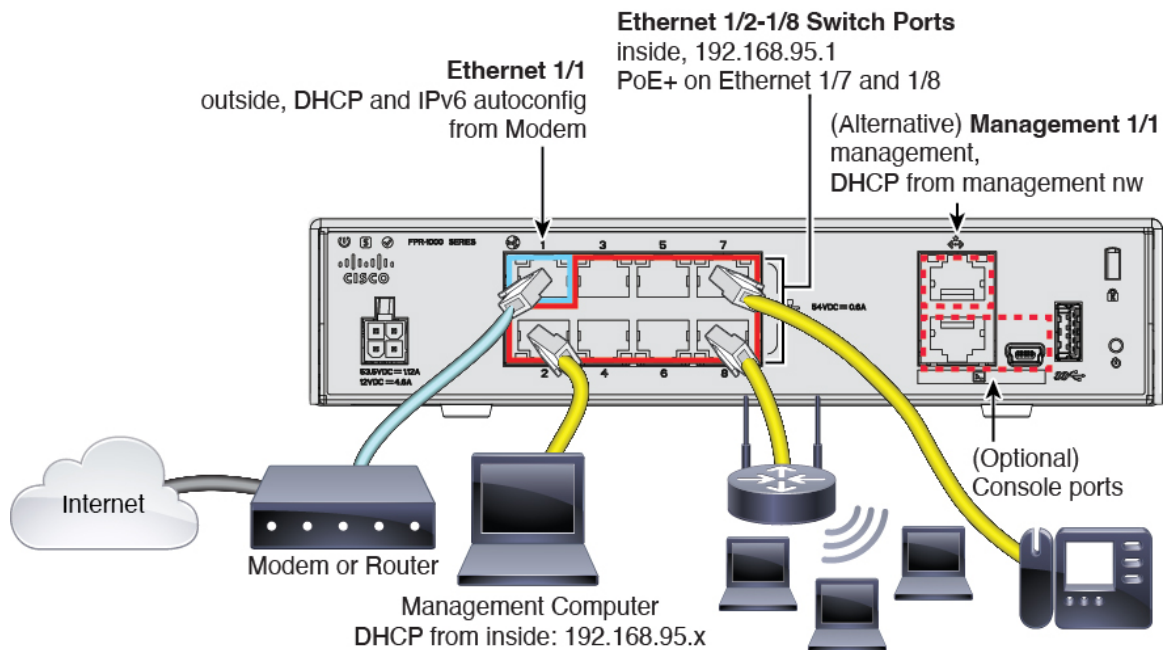 Ethernet 1/2-1/8 Switch Ports
inside, 192.168.95.1
PoE+ on Ethernet 1/7 and 1/8
Ethernet 1/1
outside, DHCP and IPv6 autoconfig
from Modem
(Alternative) Management 1/1
management,
DHCP from management nw
FPR-1000 SERIES
1 3 5 7
CISCO
54VDC 0.6A
53.5VDC 1.12A
12VDC 4.6A
2 4 6 8
(Optional)
Console ports
Internet
Modem or Router
Management Computer
DHCP from inside: 192.168.95.x